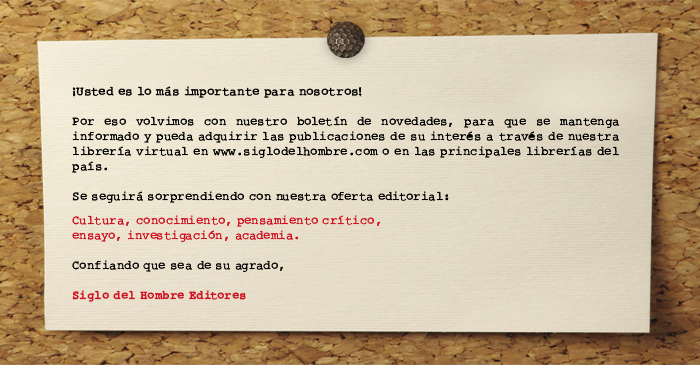 ¡Usted es lo más importante para nosotros!
Por eso volvimos con nuestro boletín de novedades, para que se mantenga
informado y pueda adquirir las publicaciones de su interés a través de nuestra
librería virtual en www.siglodelhombre.com o en las principales librerías del
país.
Se seguirá sorprendiendo con nuestra oferta editorial:
Cultura, conocimiento, pensamiento crítico,
ensayo, investigación, academia.
Confiando que sea de su agrado,
Siglo del Hombre Editores